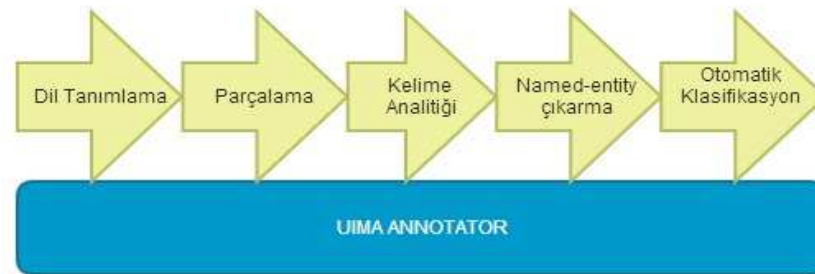 Dil Tanımlama
Parçalama
Kelime
Analitiği
Named-entity
çıkarma
Otomatik
Klasifikasyon
UIMA ANNOTATOR